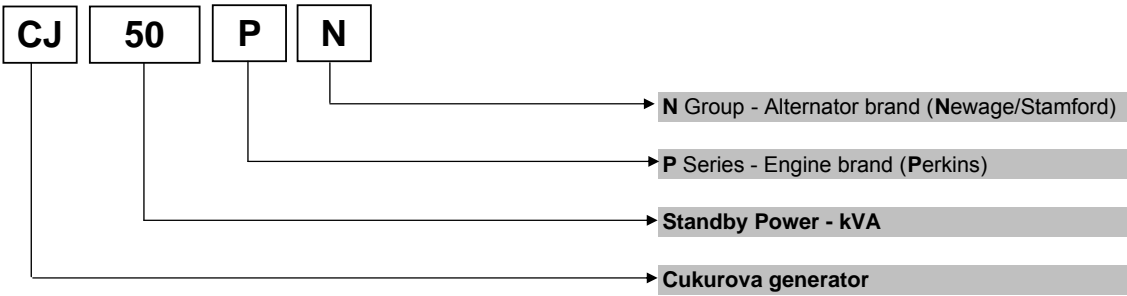 CJ 50 P N
N Group - Alternator brand (Newage/Stamford)
P Series - Engine brand (Perkins)
Standby Power - kVA
Cukurova generator